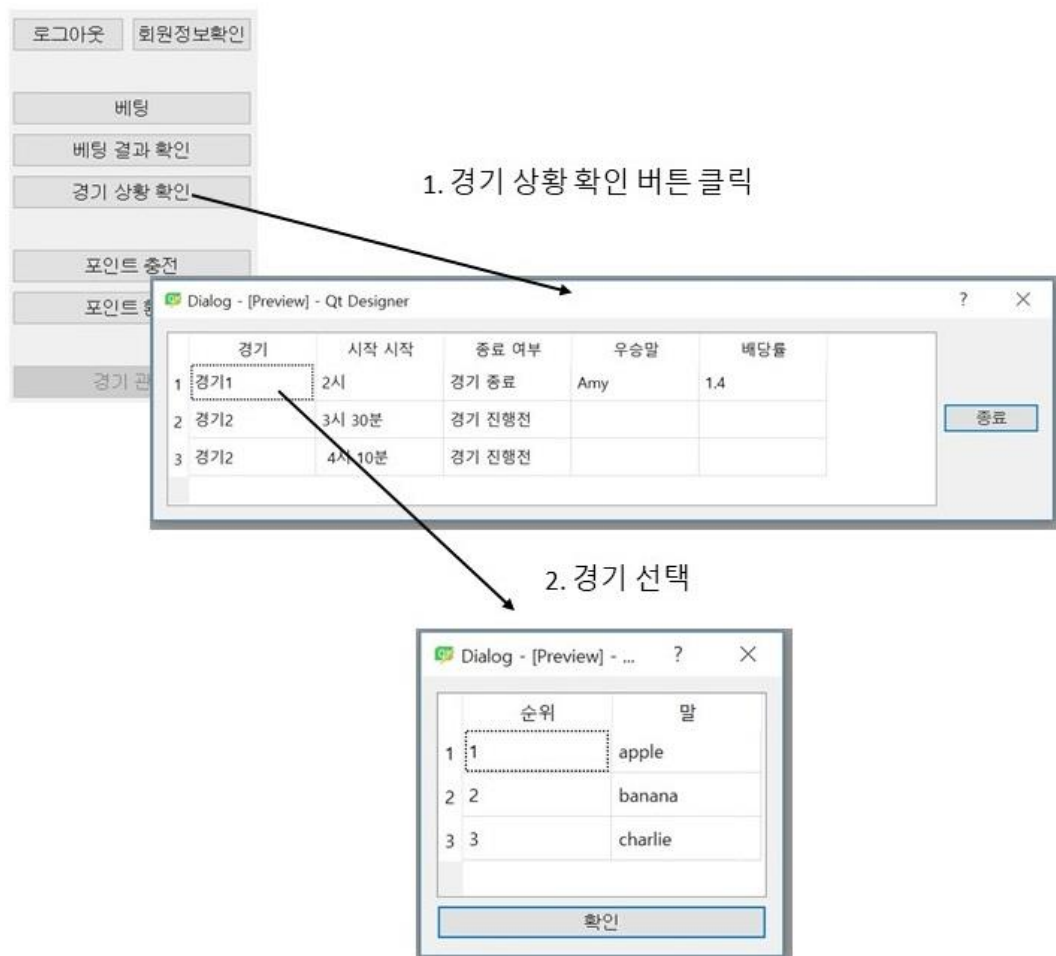 로그아웃 회원정보확인
베팅
베팅 결과 확인
경기 상황 확인
1. 경기 상황 확인 버튼 클릭
포인트 충전
포인트
경기 관
Dialog - [Preview] - Qt Designer ? ×
경기 시작 시작 종료 여부 우승말 배당률
1 경기1 2시 경기 종료 Amy 1.4
2 경기2 3시 30분 경기 진행전
종료
3 경기2 4시 10분 경기 진행전
2. 경기 선택
Dialog - [Preview] - ... ? ×
순위 말
1 1 apple
2 2 banana
3 3 charlie
확인